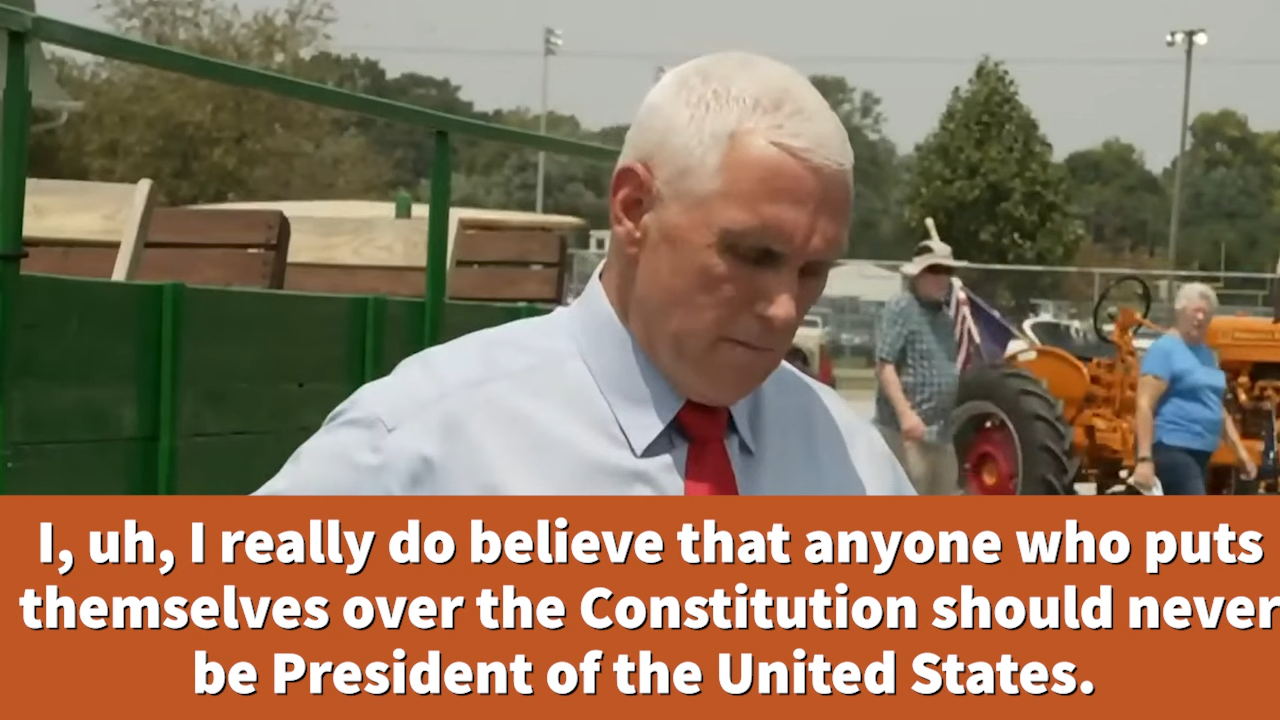 I, uh, I really do believe that anyone who puts
themselves over the Constitution should never
be President of the United States.